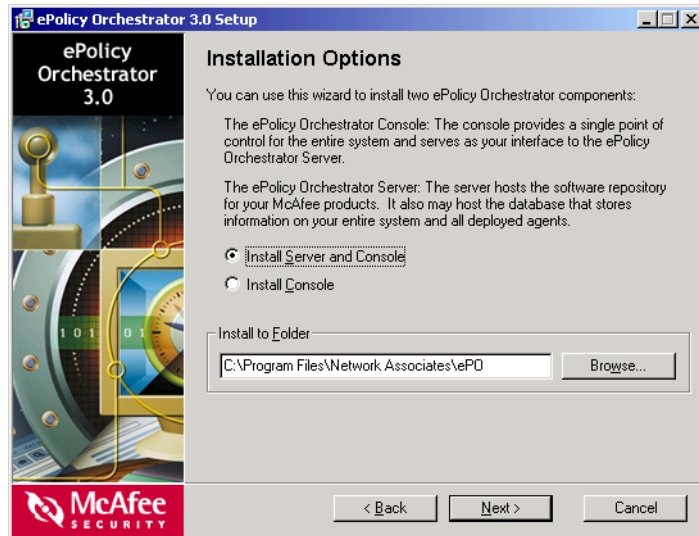 ePolicy Orchestrator 3.0 Setup
ePolicy
Orchestrator
3.0
Installation Options
You can use this wizard to install two ePolicy Orchestrator components:
The ePolicy Orchestrator Console: The console provides a single point of
control for the entire system and serves as your interface to the ePolicy
Orchestrator Server.
The ePolicy Orchestrator Server: The server hosts the software repository
for your McAfee products. It also may host the database that stores
information on your entire system and all deployed agents.
Install Server and Console
Install Console
Install to Folder
C:\Program Files\Network Associates\ePO
Browse...
1 0 1 0 1
McAfee
SECURITY
< Back
Next >
Cancel